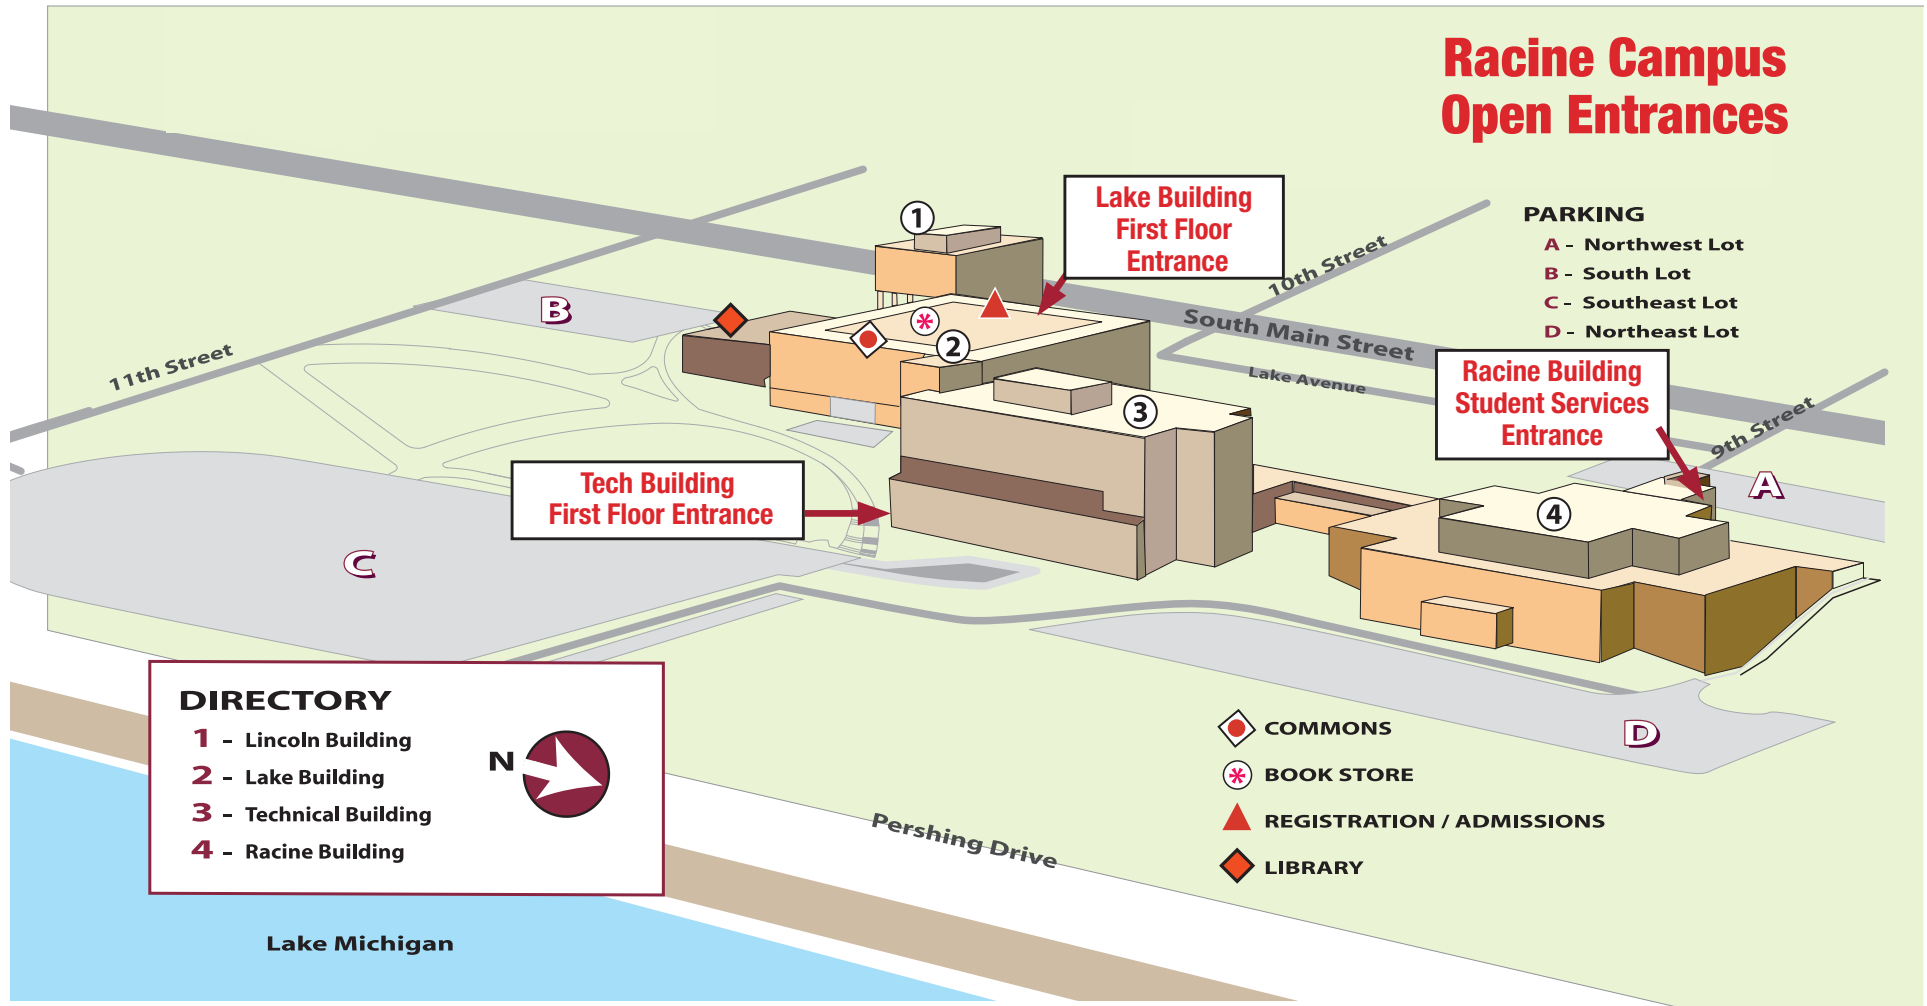 Racine Campus
Open Entrances
1
Lake Building
First Floor
Entrance
10th Street
PARKING
A - Northwest Lot
B - South Lot
C - Southeast Lot
D - Northeast Lot
B
2
South Main Street
11th Street
Lake Avenue
Racine Building
Student Services
Entrance
3
9th Street
Tech Building
First Floor Entrance
A
4
C
D
DIRECTORY
1 - Lincoln Building
2 - Lake Building
3 - Technical Building
4 - Racine Building
N
COMMONS
BOOK STORE
REGISTRATION / ADMISSIONS
LIBRARY
Pershing Drive
Lake Michigan